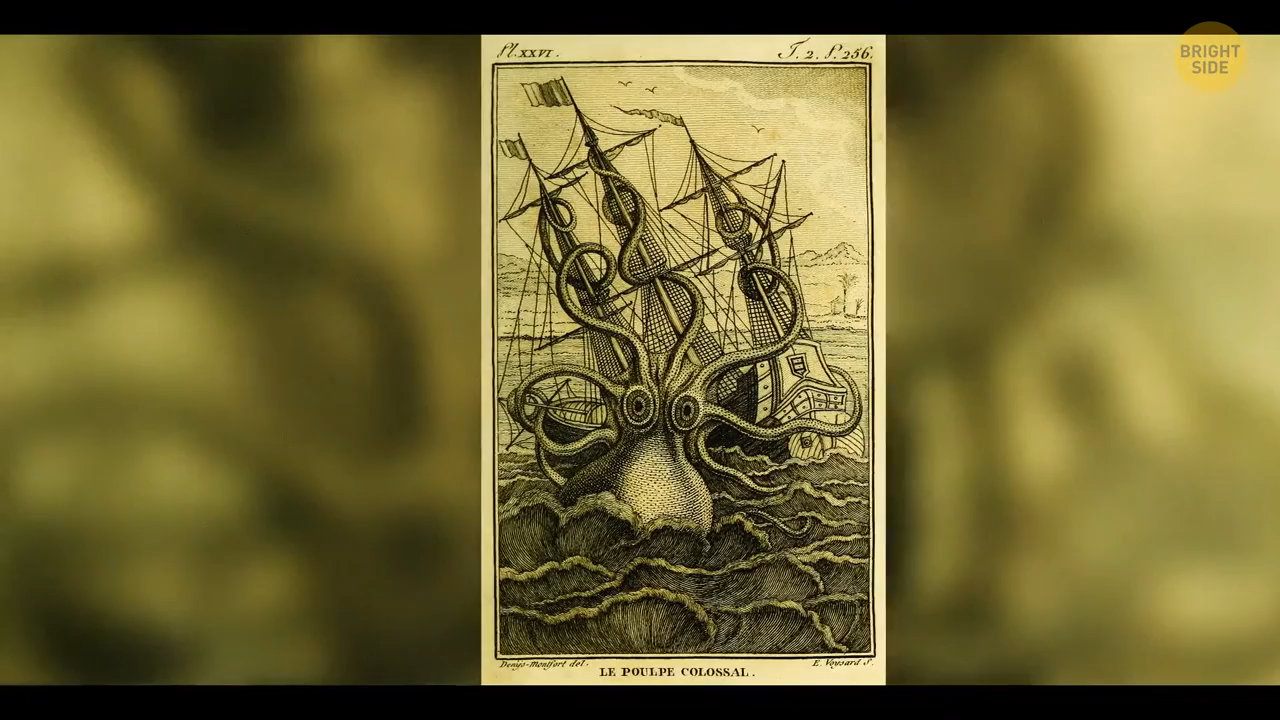 Pl. XXVI.
T. 2. P. 256.
BRIGHT
SIDE
Denys-Montfort del.
E. Voysard S.
LE POULPE COLOSSAL.